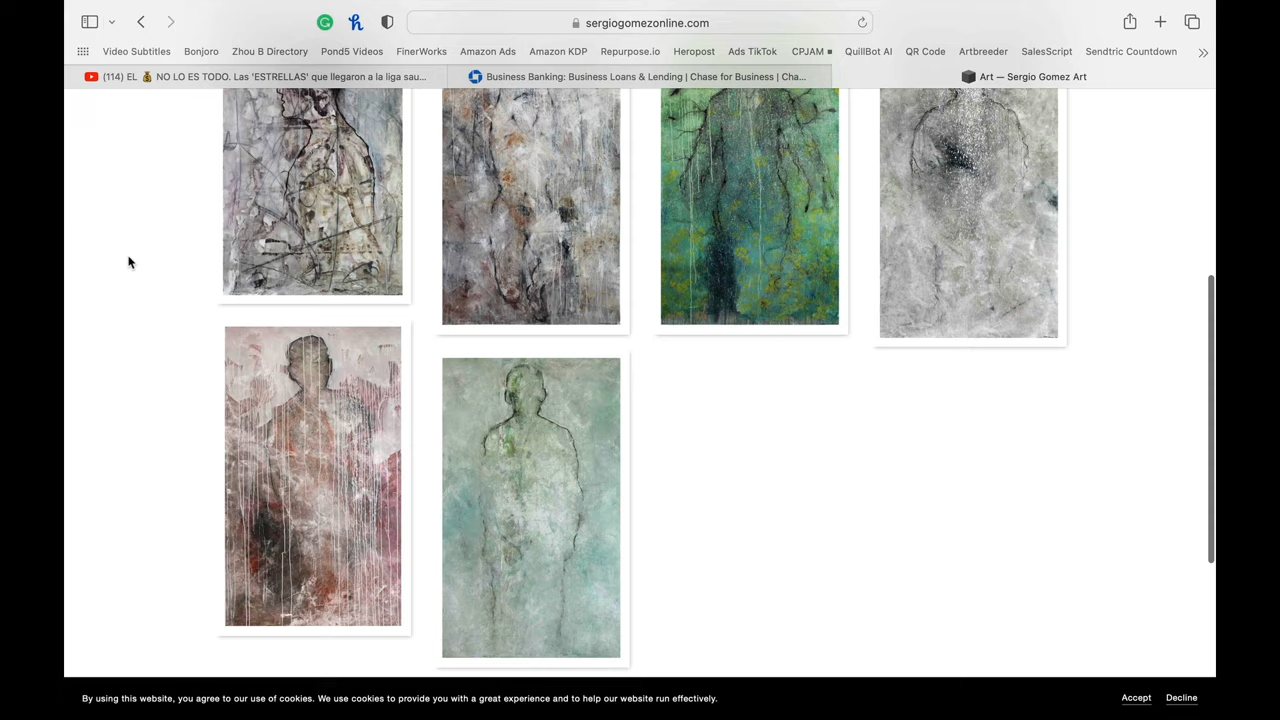 sergiogomezonline.com
Video Subtitles Bonjoro Zhou B Directory Pond5 Videos FinerWorks Amazon Ads Amazon KDP Repurpose.io Heropost Ads TikTok CPJAM QuillBot AI QR Code Artbreeder SalesScript Sendtric Countdown
(114) EL 💰 NO LO ES TODO. Las 'ESTRELLAS' que llegaron a la liga sau... Business Banking: Business Loans & Lending | Chase for Business | Cha... Art — Sergio Gomez Art
By using this website, you agree to our use of cookies. We use cookies to provide you with a great experience and to help our website run effectively. Accept Decline